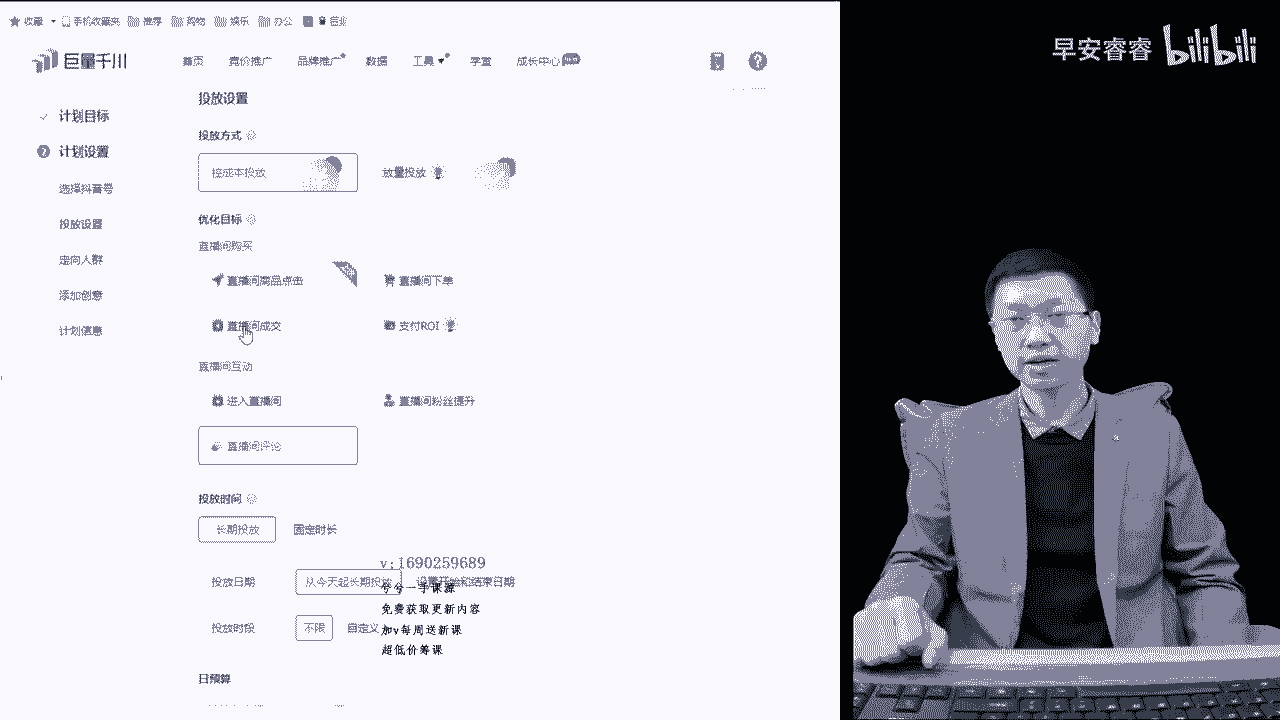 收藏 手机收藏夹 推荐 购物 娱乐 办公
巨量千川 首页 竞价推广 品牌推广 数据 工具 学堂 成长中心
早安睿睿 bilibili
投放设置
计划目标
投放方式
计划设置
按成本投放 放量投放
选择抖音号
投放设置
优化目标
直播间购买
定向人群
直播间商品点击 直播间下单
添加创意
直播间成交 支付ROI
计划信息
直播间互动
进入直播间 直播间粉丝提升
直播间评论
投放时间
长期投放 固定时长
v:1690259689
投放日期 从今天起长期投放 设置开始和结束日期
兮兮一手课源
免费获取更新内容
投放时段 不限 自定义
加v每周送新课
超低价筹课
日预算